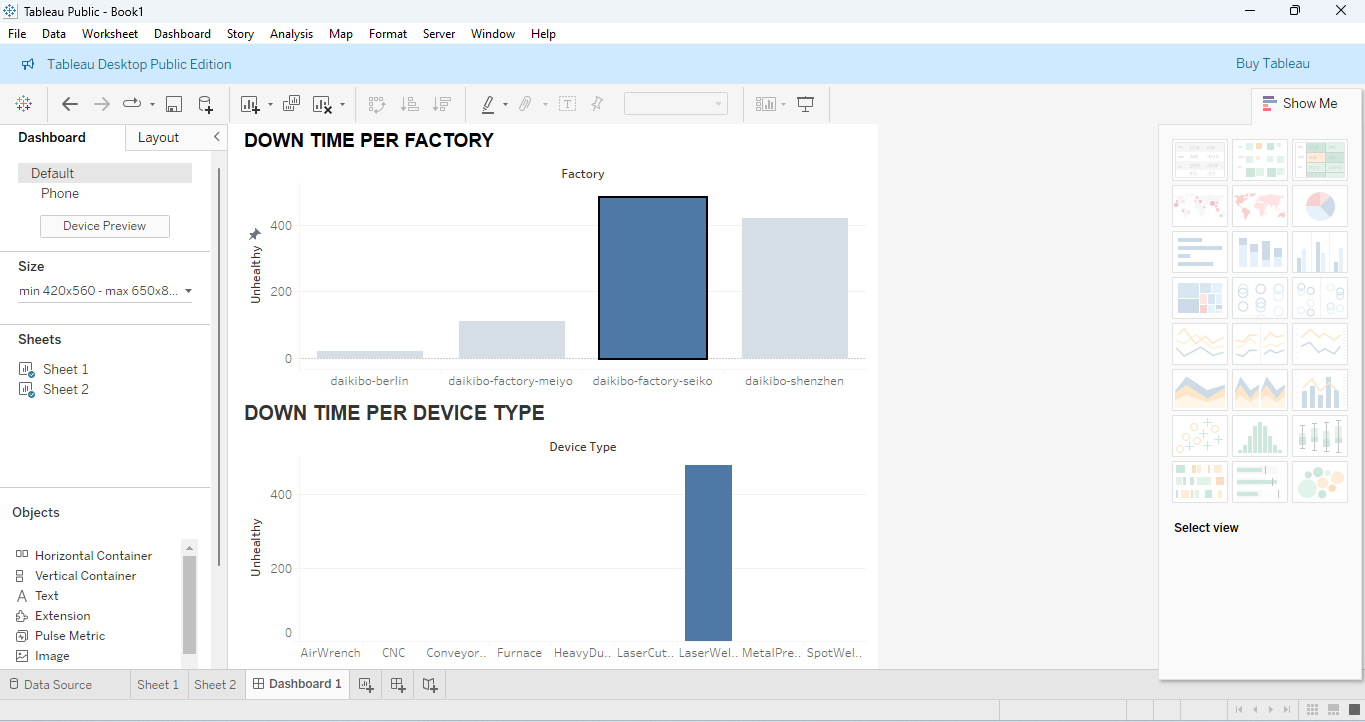 Tableau Public - Book1
File Data Worksheet Dashboard Story Analysis Map Format Server Window Help
Tableau Desktop Public Edition
Buy Tableau
Show Me
Dashboard
Layout
Default
Phone
Device Preview
Size
min 420x560 - max 650x8...
Sheets
Sheet 1
Sheet 2
Objects
Horizontal Container
Vertical Container
Text
Extension
Pulse Metric
Image
DOWN TIME PER FACTORY
Factory
Unhealthy
400
200
0
daikibo-berlin daikibo-factory-meiyo daikibo-factory-seiko daikibo-shenzhen
DOWN TIME PER DEVICE TYPE
Device Type
Unhealthy
400
200
0
AirWrench CNC Conveyor.. Furnace HeavyDu.. LaserCut.. LaserWel.. MetalPre.. SpotWel..
Select view
Data Source Sheet 1 Sheet 2 Dashboard 1